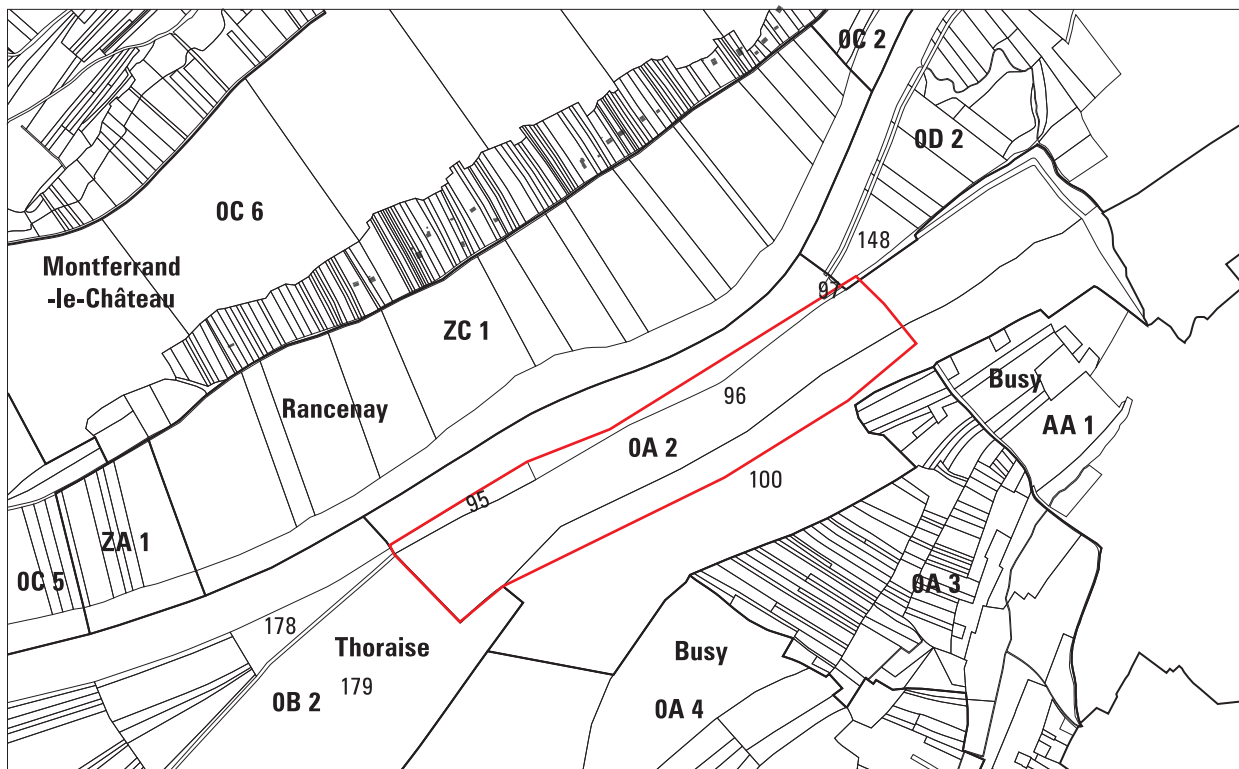 0C 2
0D 2
0C 6
Montferrand
-le-Château
148
97
ZC 1
Busy
96
Rancenay
AA 1
0A 2
100
95
ZA 1
0C 5
0A 3
178
Thoraise
Busy
179
0B 2
0A 4